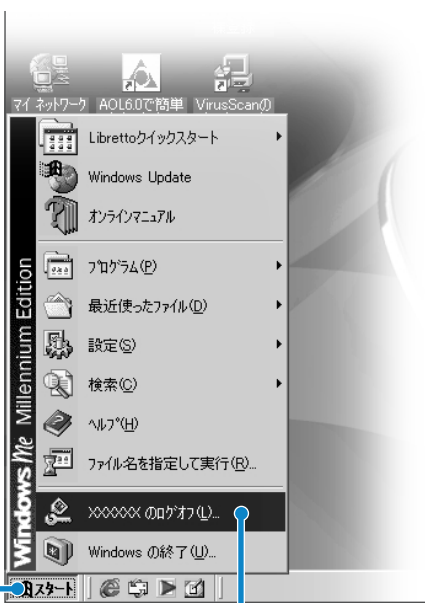 マイ ネットワーク AOL6.0で簡単 VirusScanの
Librettoクイックスタート
Windows Update
オンラインマニュアル
プログラム(P)
最近使ったファイル(D)
設定(S)
検索(C)
ヘルプ(H)
ファイル名を指定して実行(R)...
XXXXXXX のログオフ(L)...
Windows の終了(U)...
Windows Me Millennium Edition
スタート